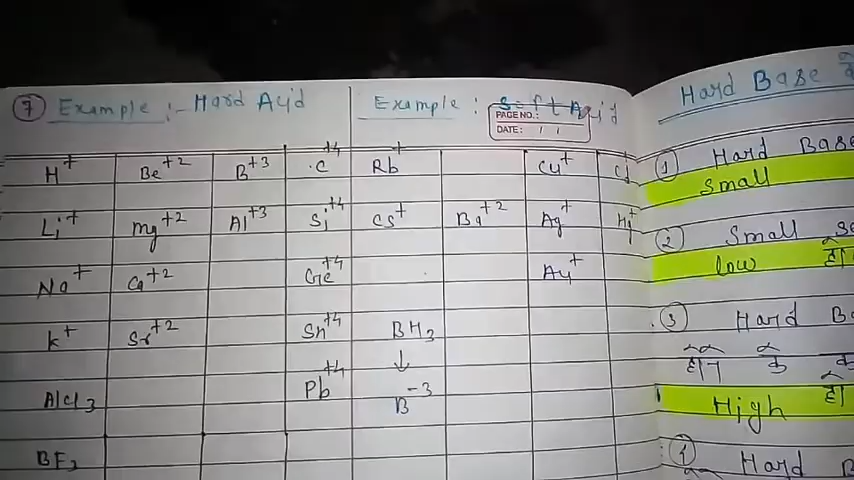 7 Example :- Hard Acid
Example : Soft Acid
PAGE NO.:
DATE: / /
H+ Be+2 B+3 C+4 Rb+ Cu+
Li+ Mg+2 Al+3 Si+4 Cs+ Ba+2 Ag+ Hg
Na+ Ca+2 Ge+4 Au+
K+ Sr+2 Sn+4 BH3
↓
AlCl3 Pb+4 B-3
BF3
Hard Base
1 Hard Base
Small
2 Small
low
3 Hard
High
4 Hard